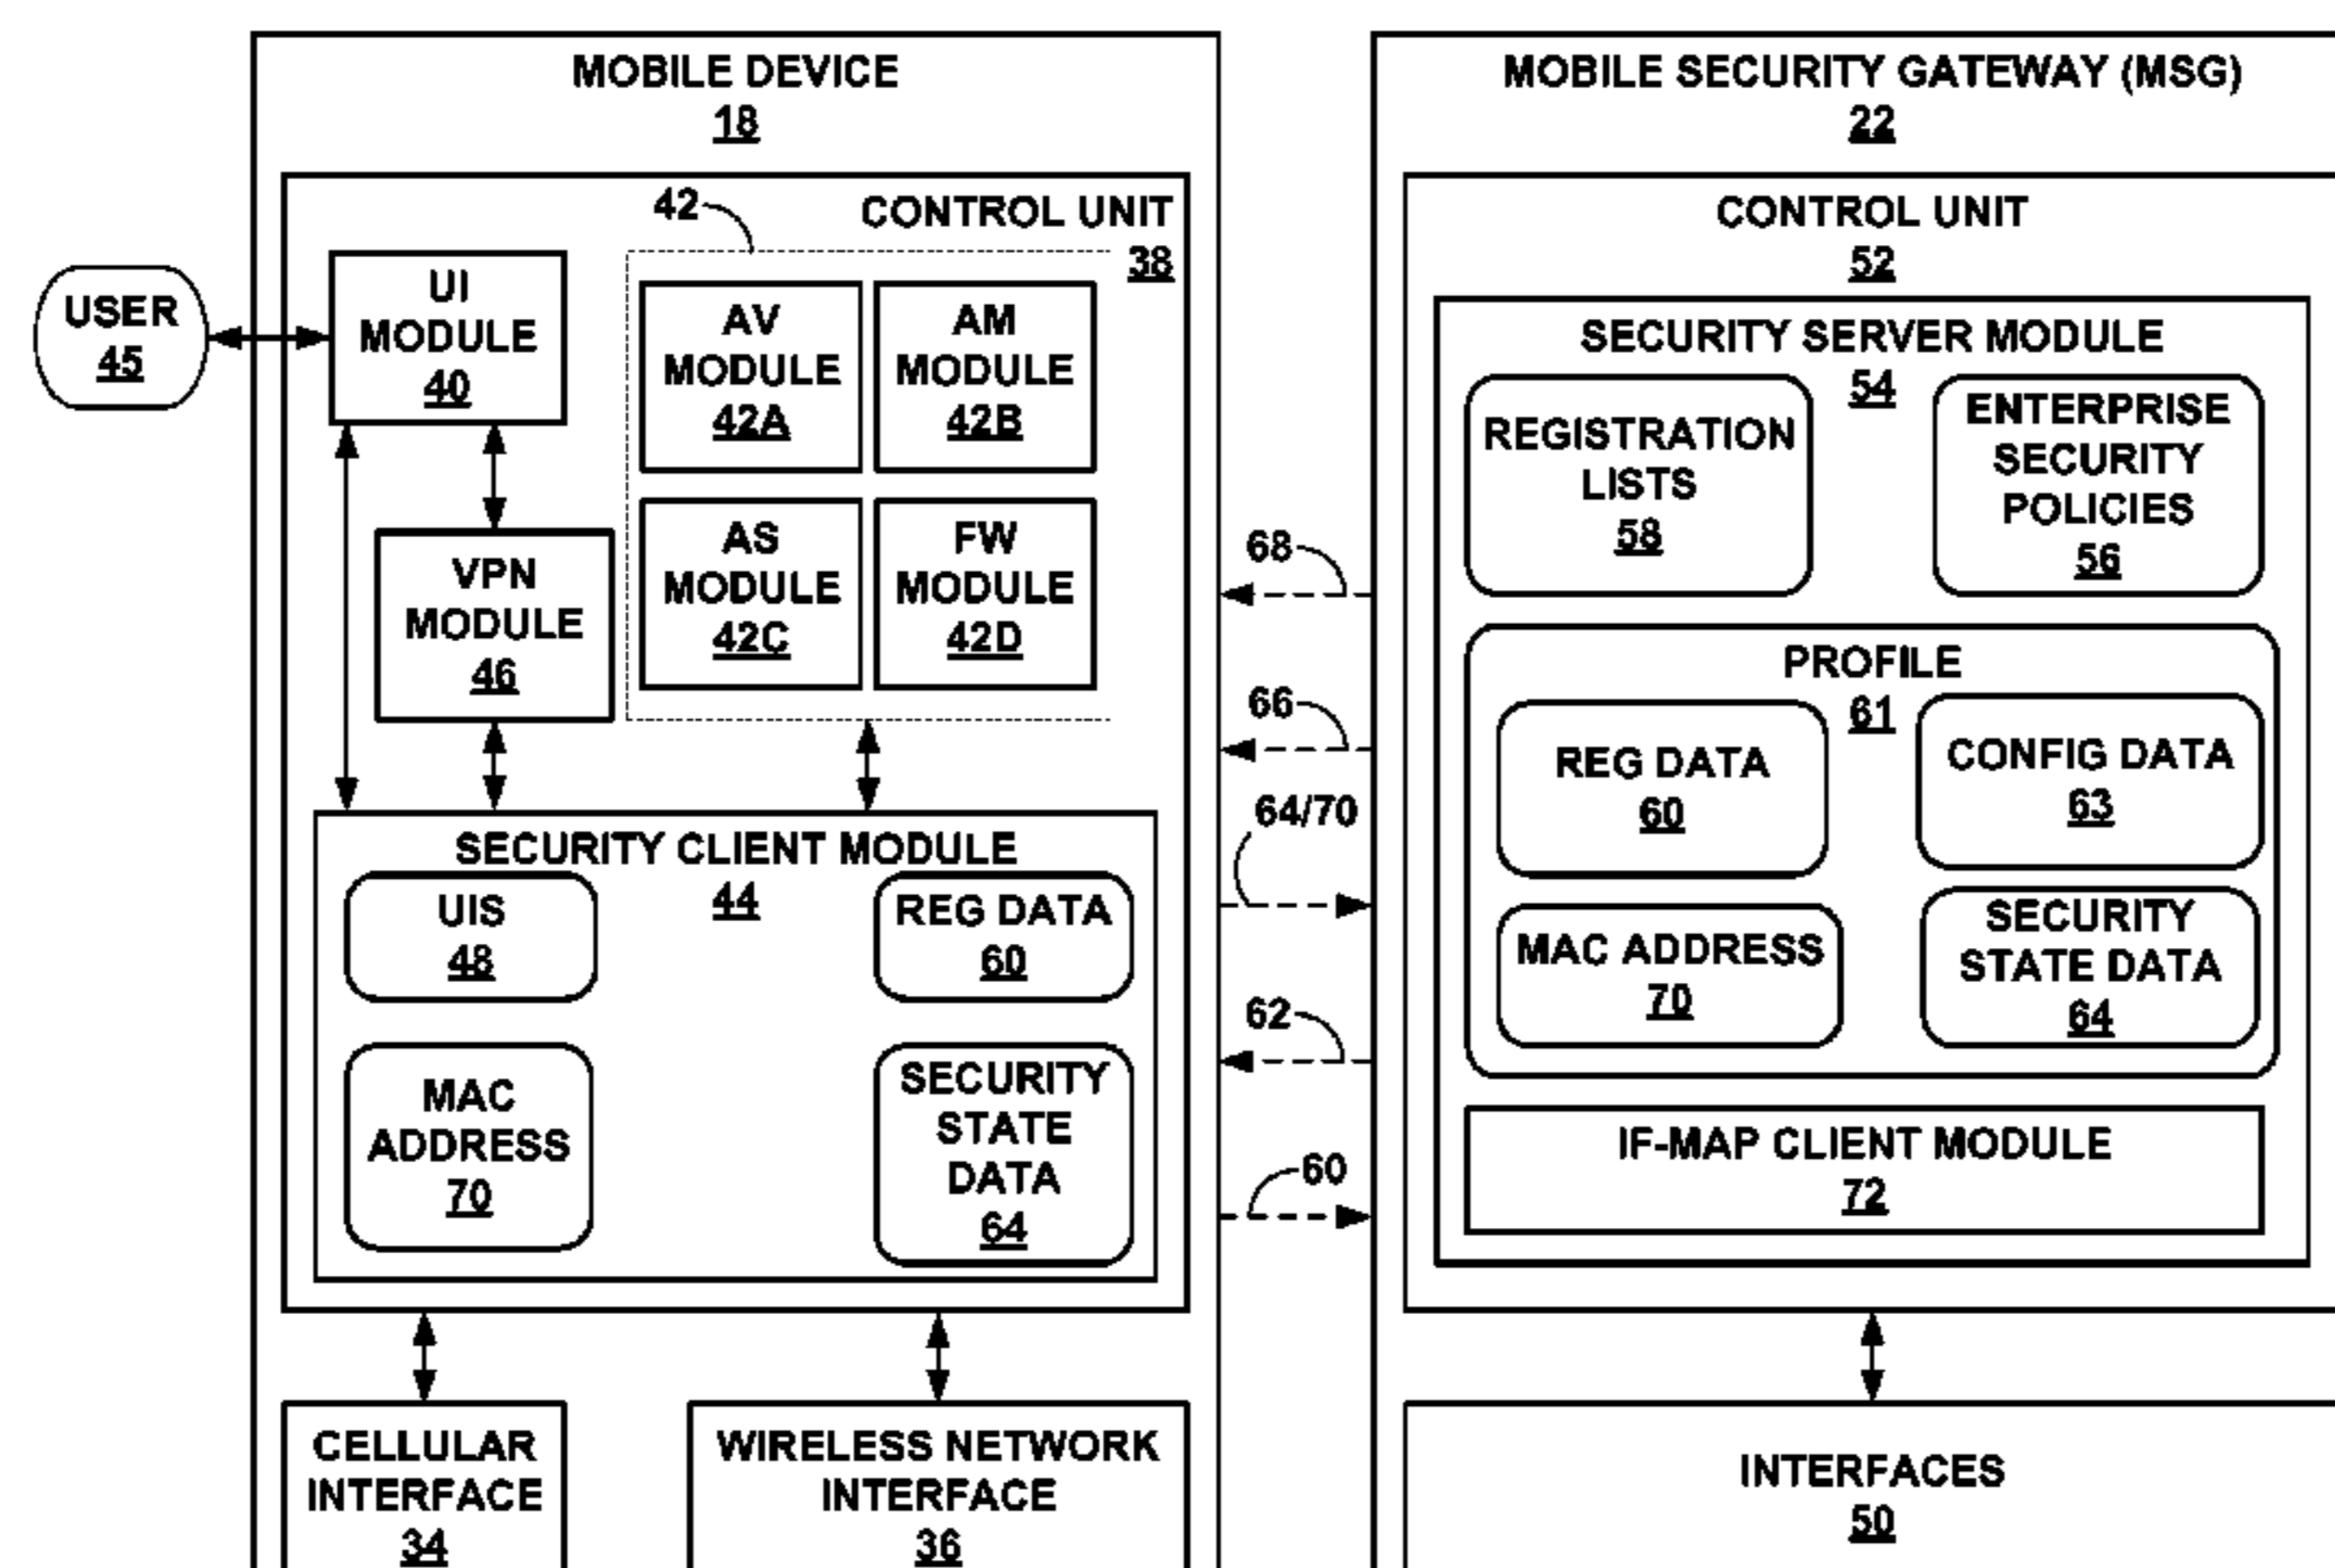 MOBILE DEVICE
18
CONTROL UNIT
38
42
USER
45
UI
MODULE
40
AV
MODULE
42A
AM
MODULE
42B
AS
MODULE
42C
FW
MODULE
42D
VPN
MODULE
46
SECURITY CLIENT MODULE
44
UIS
48
REG DATA
60
MAC
ADDRESS
70
SECURITY
STATE
DATA
64
CELLULAR
INTERFACE
34
WIRELESS NETWORK
INTERFACE
36
68
66
64/70
62
60
MOBILE SECURITY GATEWAY (MSG)
22
CONTROL UNIT
52
SECURITY SERVER MODULE
54
REGISTRATION
LISTS
58
ENTERPRISE
SECURITY
POLICIES
56
PROFILE
61
REG DATA
60
CONFIG DATA
63
MAC ADDRESS
70
SECURITY
STATE DATA
64
IF-MAP CLIENT MODULE
72
INTERFACES
50